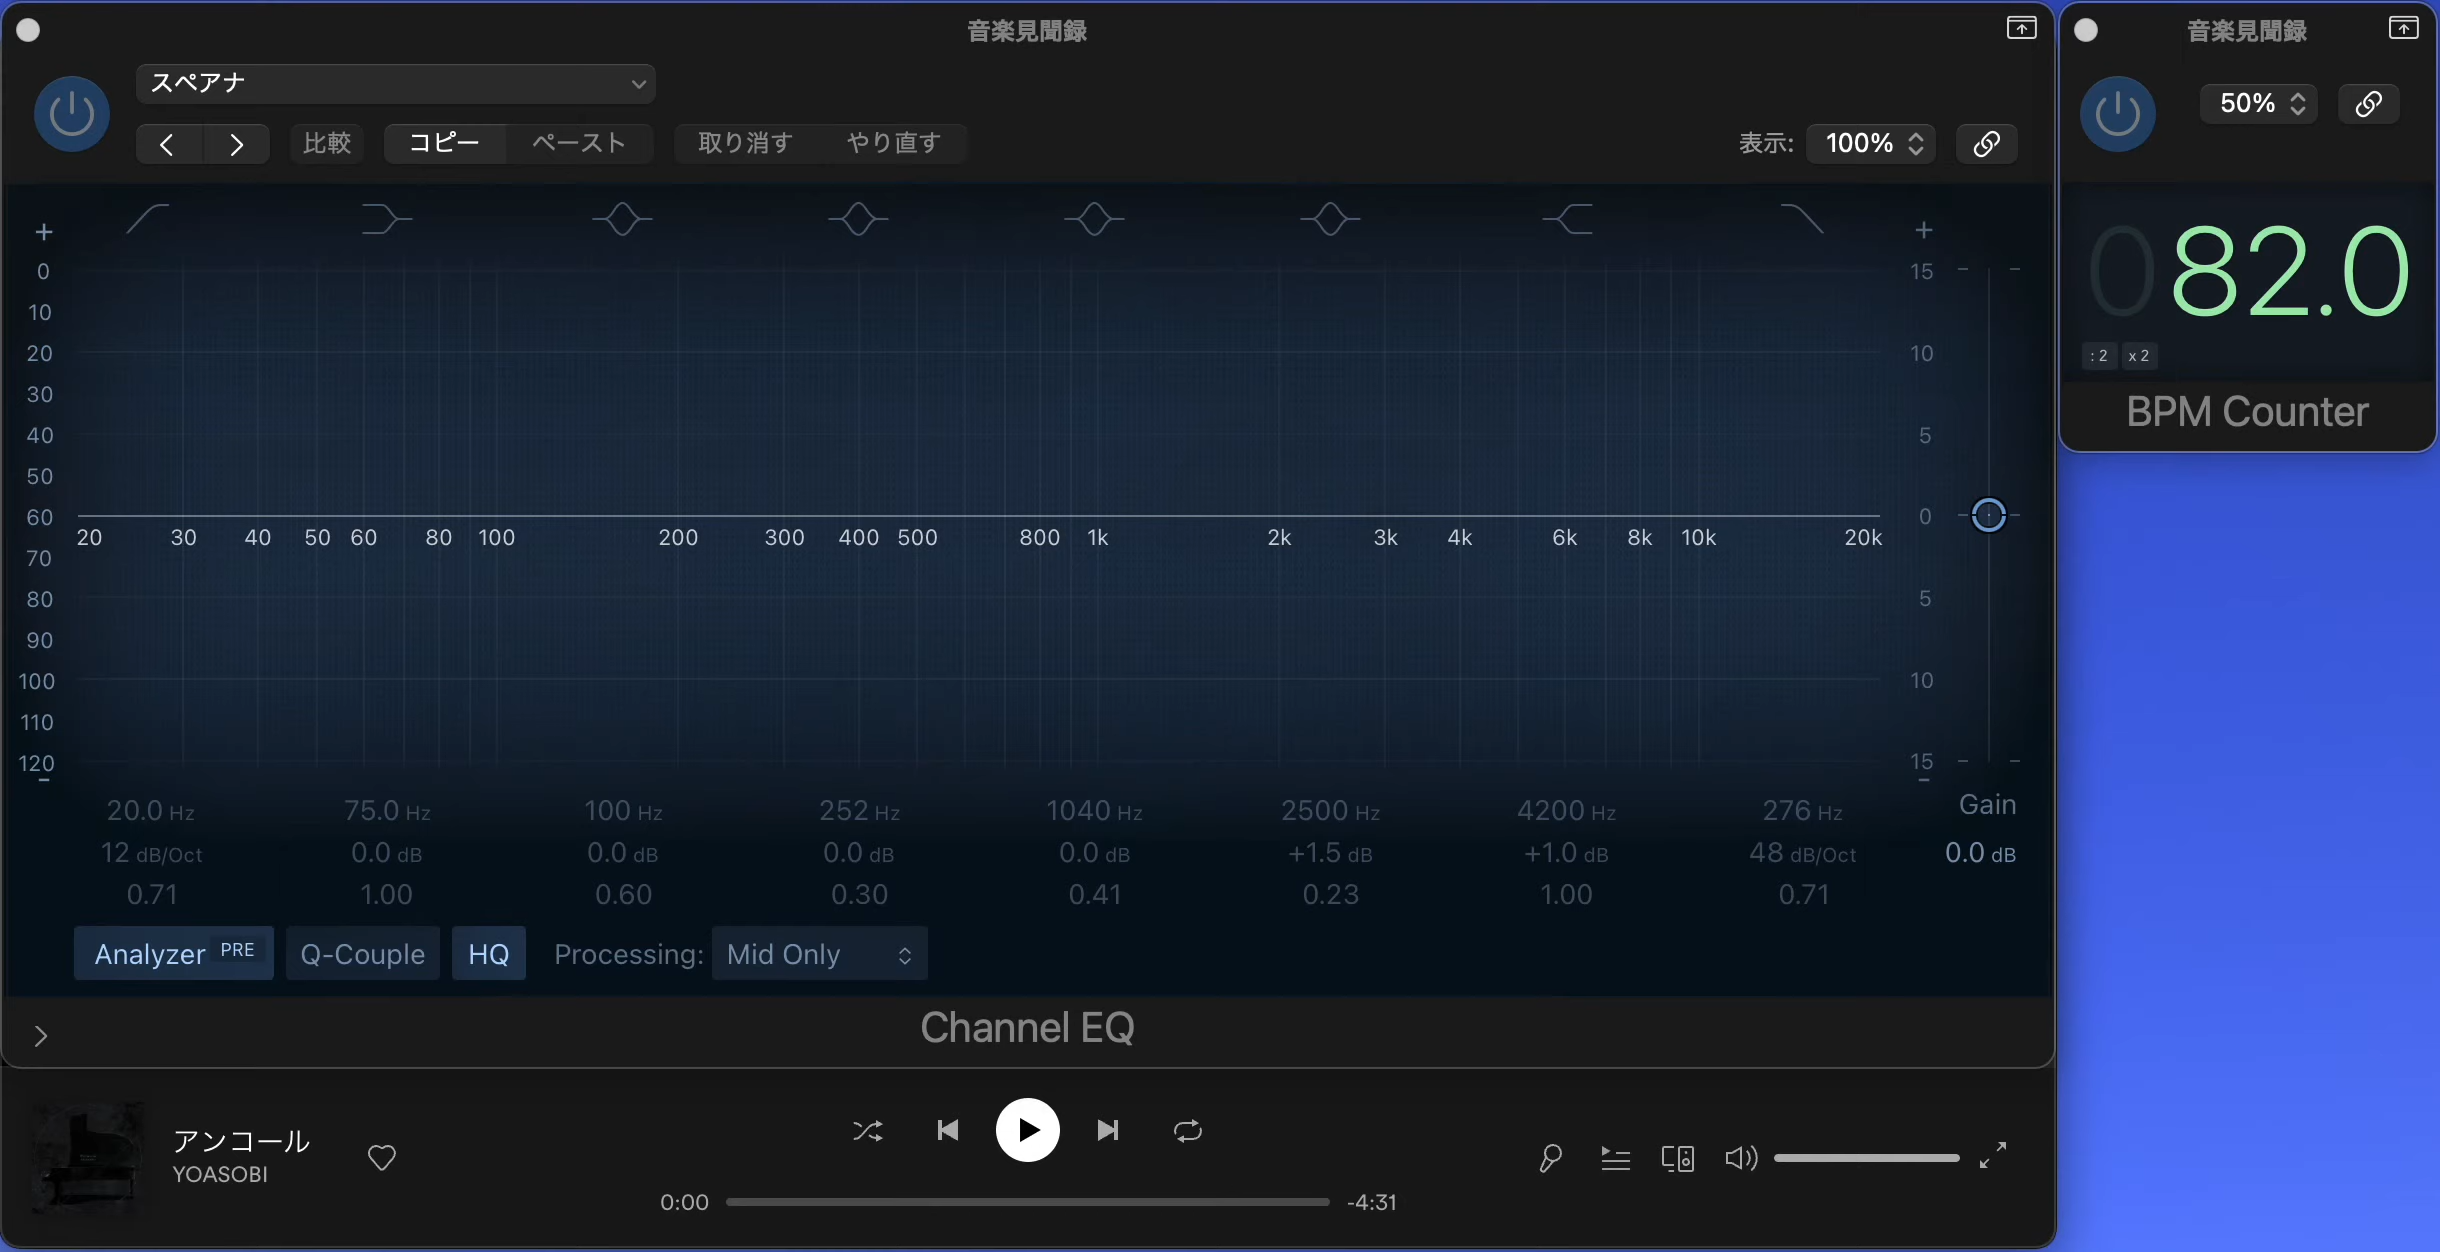 音楽見聞録
スペアナ
比較 コピー ペースト 取り消す やり直す 表示: 100%
+ +
0 15
10
20 10
30
40 5
50
60 0
20 30 40 50 60 80 100 200 300 400 500 800 1k 2k 3k 4k 6k 8k 10k 20k
70
80 5
90
100 10
110
120 15
- -
20.0 Hz 75.0 Hz 100 Hz 252 Hz 1040 Hz 2500 Hz 4200 Hz 276 Hz Gain
12 dB/Oct 0.0 dB 0.0 dB 0.0 dB 0.0 dB +1.5 dB +1.0 dB 48 dB/Oct 0.0 dB
0.71 1.00 0.60 0.30 0.41 0.23 1.00 0.71
Analyzer PRE Q-Couple HQ Processing: Mid Only
Channel EQ
音楽見聞録
50%
082.0
: 2 x 2
BPM Counter
アンコール
YOASOBI
0:00 -4:31